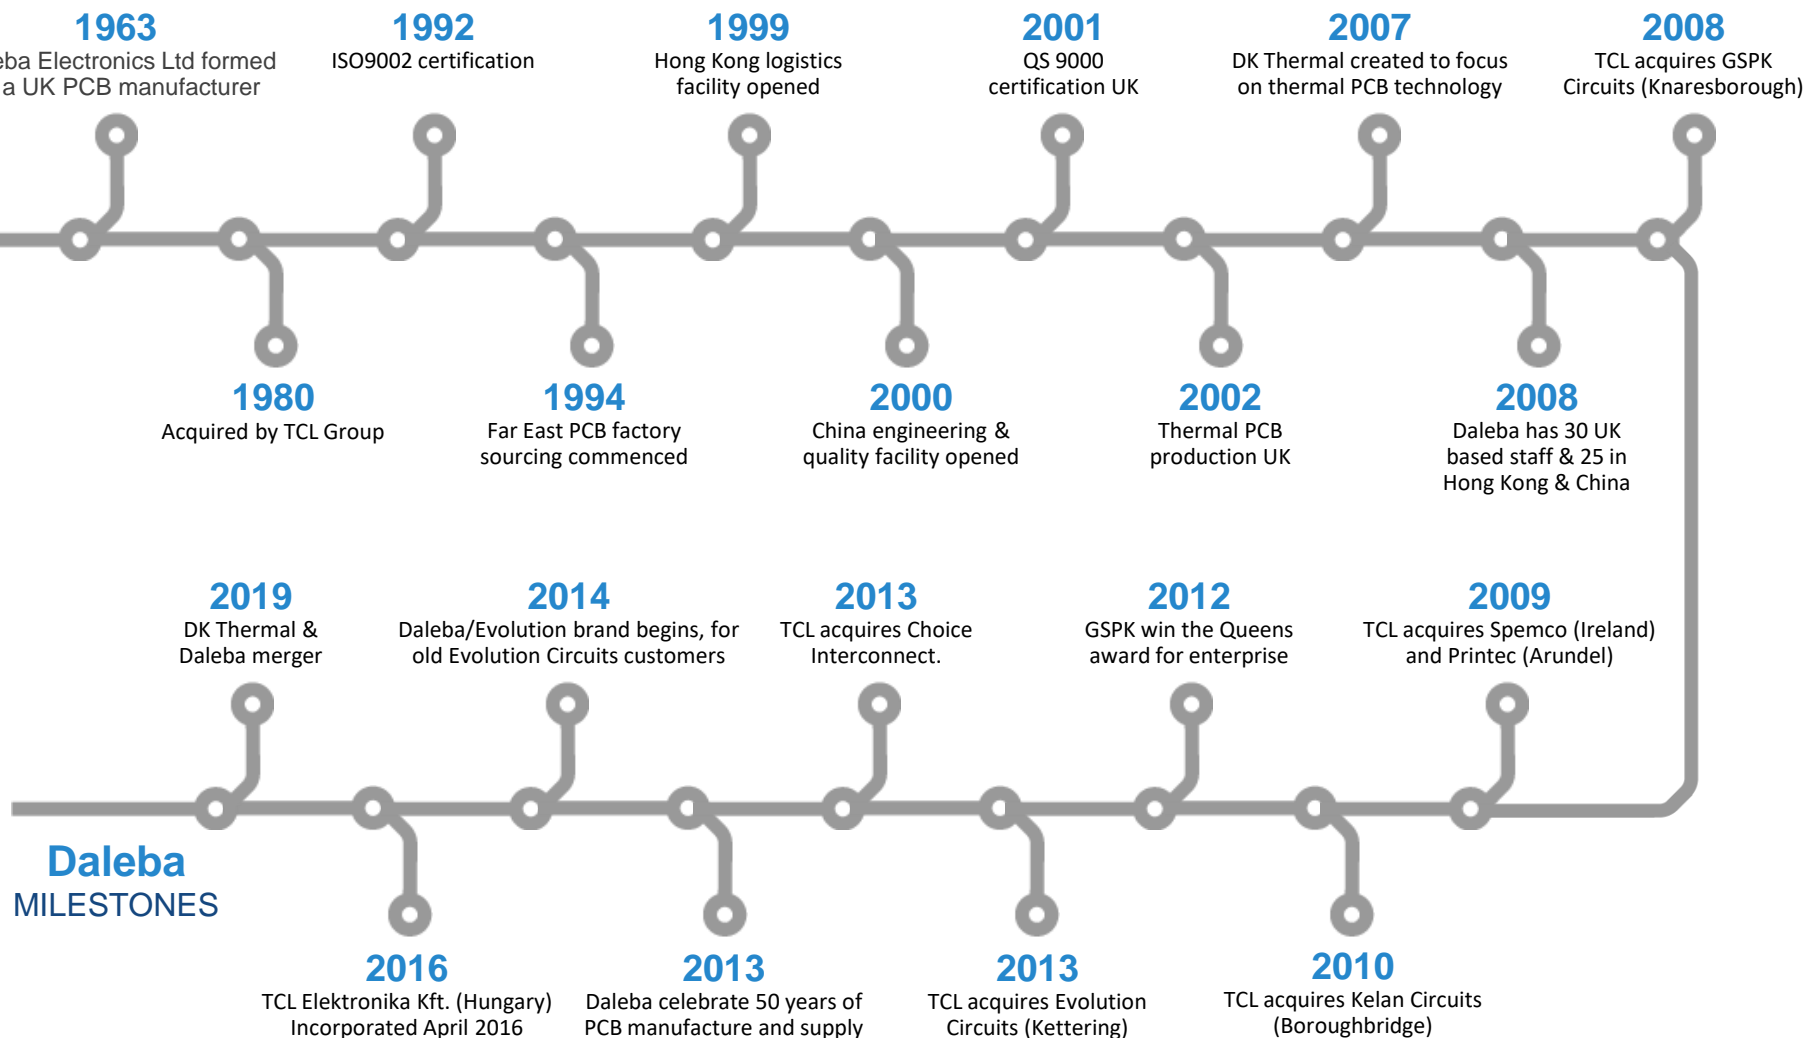 1963
eba Electronics Ltd formed
a UK PCB manufacturer
1992
ISO9002 certification
1999
Hong Kong logistics
facility opened
2001
QS 9000
certification UK
2007
DK Thermal created to focus
on thermal PCB technology
2008
TCL acquires GSPK
Circuits (Knaresborough)
1980
Acquired by TCL Group
1994
Far East PCB factory
sourcing commenced
2000
China engineering &
quality facility opened
2002
Thermal PCB
production UK
2008
Daleba has 30 UK
based staff & 25 in
Hong Kong & China
2019
DK Thermal &
Daleba merger
2014
Daleba/Evolution brand begins, for
old Evolution Circuits customers
2013
TCL acquires Choice
Interconnect.
2012
GSPK win the Queens
award for enterprise
2009
TCL acquires Spemco (Ireland)
and Printec (Arundel)
Daleba
MILESTONES
2016
TCL Elektronika Kft. (Hungary)
Incorporated April 2016
2013
Daleba celebrate 50 years of
PCB manufacture and supply
2013
TCL acquires Evolution
Circuits (Kettering)
2010
TCL acquires Kelan Circuits
(Boroughbridge)